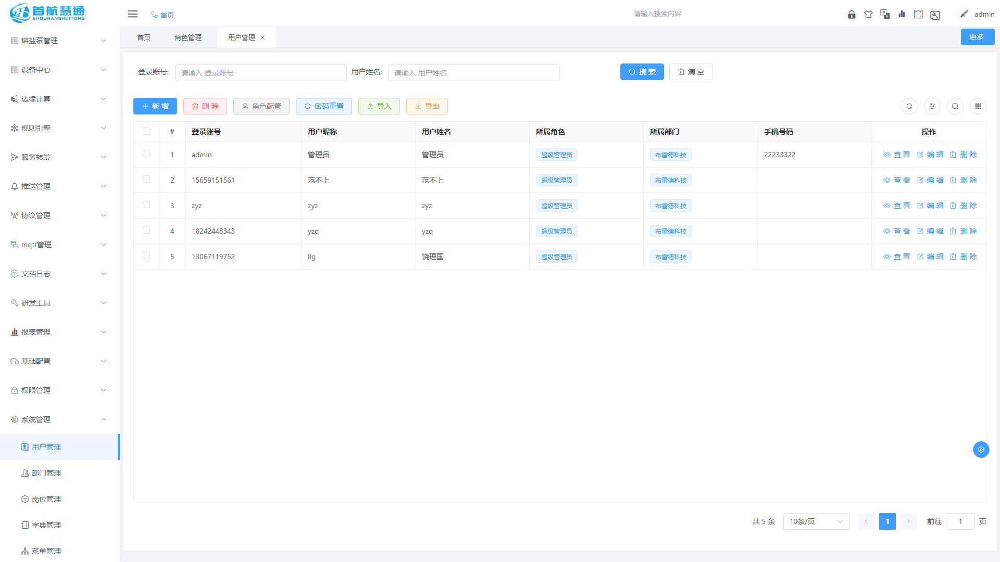 首航慧通
SHOUHANGHUITONG
首页
请输入搜索内容
admin
首页
角色管理
用户管理
更多
熔盐泵管理
设备中心
边缘计算
规则引擎
服务转发
推送管理
协议管理
mqtt管理
文档日志
研发工具
报表管理
基础配置
权限管理
系统管理
用户管理
部门管理
岗位管理
字典管理
菜单管理
登录账号: 请输入 登录账号 用户姓名: 请输入 用户姓名 搜 索 清 空
新 增 删 除 角色配置 密码重置 导入 导出
# 登录账号 用户昵称 用户姓名 所属角色 所属部门 手机号码 操作
1 admin 管理员 管理员 超级管理员 布雷德科技 22233322 查 看 编 辑 删 除
2 15659151561 范不上 范不上 超级管理员 布雷德科技 查 看 编 辑 删 除
3 zyz zyz zyz 超级管理员 布雷德科技 查 看 编 辑 删 除
4 18242448343 yzq yzq 超级管理员 布雷德科技 查 看 编 辑 删 除
5 13067119752 llg 饶理国 超级管理员 布雷德科技 查 看 编 辑 删 除
共 5 条 10条/页 1 前往 1 页